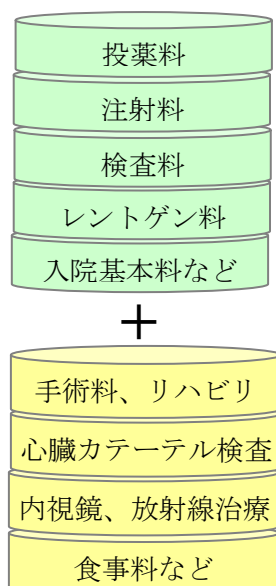 投薬料
注射料
検査料
レントゲン料
入院基本料など
＋
手術料、リハビリ
心臓カテーテル検査
内視鏡、放射線治療
食事料など